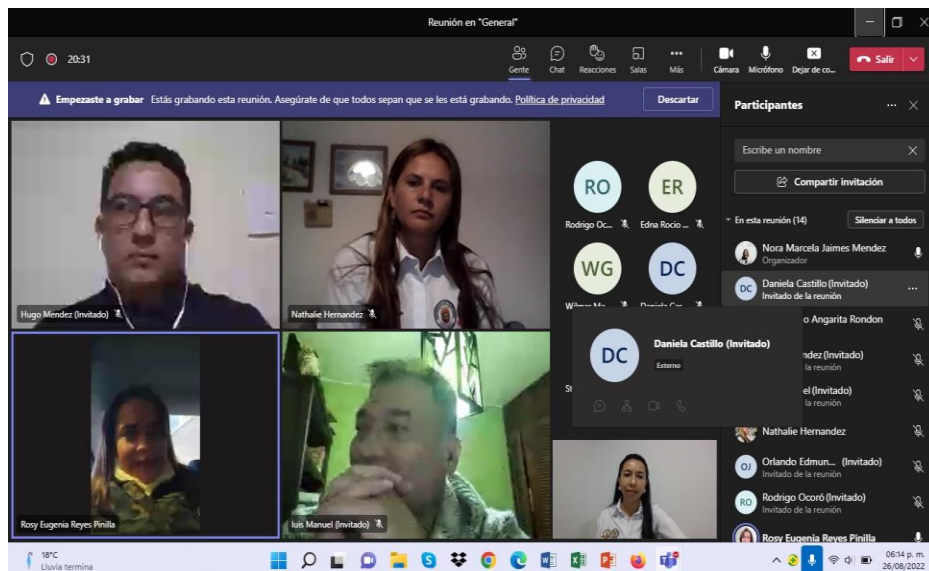 Reunión en "General"
20:31
Gente
Chat
Reacciones
Salas
Más
Cámara
Micrófono
Dejar de co...
Salir
Empezaste a grabar Estás grabando esta reunión. Asegúrate de que todos sepan que se les está grabando. Política de privacidad
Descartar
Hugo Mendez (Invitado)
Nathalie Hernandez
Rosy Eugenia Reyes Pinilla
luis Manuel (Invitado)
RO
Rodrigo Oc...
ER
Edna Rocio ...
WG
DC
DC
Daniela Castillo (Invitado)
Externo
Participantes
Escribe un nombre
Compartir invitación
En esta reunión (14)
Silenciar a todos
Nora Marcela Jaimes Mendez
Organizador
DC
Daniela Castillo (Invitado)
Invitado de la reunión
o Angarita Rondon
ndez (Invitado)
la reunión
el (Invitado)
la reunión
Nathalie Hernandez
OJ
Orlando Edmun... (Invitado)
Invitado de la reunión
RO
Rodrigo Ocoró (Invitado)
Invitado de la reunión
Rosy Eugenia Reyes Pinilla
18°C
Lluvia termina
06:14 p. m.
26/08/2022